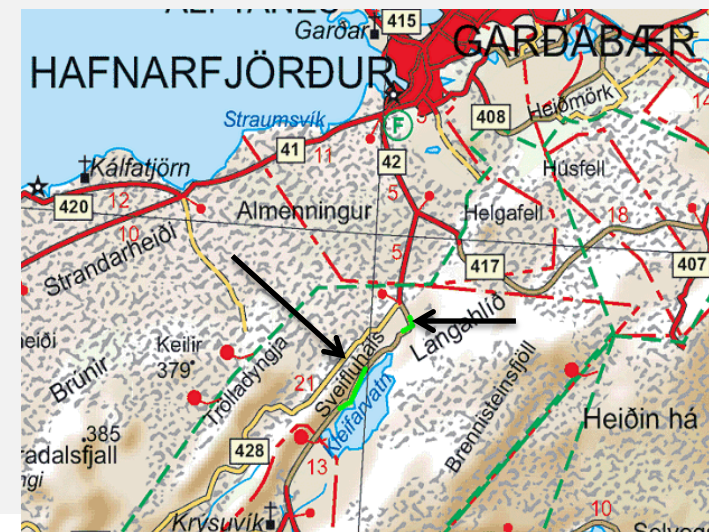 415
Garðar
GARÐABÆR
HAFNARFJÖRÐUR
Straumsvík
408
Heiðmörk
14
F
41
11
42
Kálfatjörn
Húsfell
420
12
5
Almenningur
Helgafell
18
10
Strandarheiði
5
417
407
Keilir
379
Langahlíð
Brúnir
Trölladyngja
21
Sveifluháls
Kleifarvatn
Brennisteinsfjöll
Heiðin há
385
428
13
Krýsuvík
10